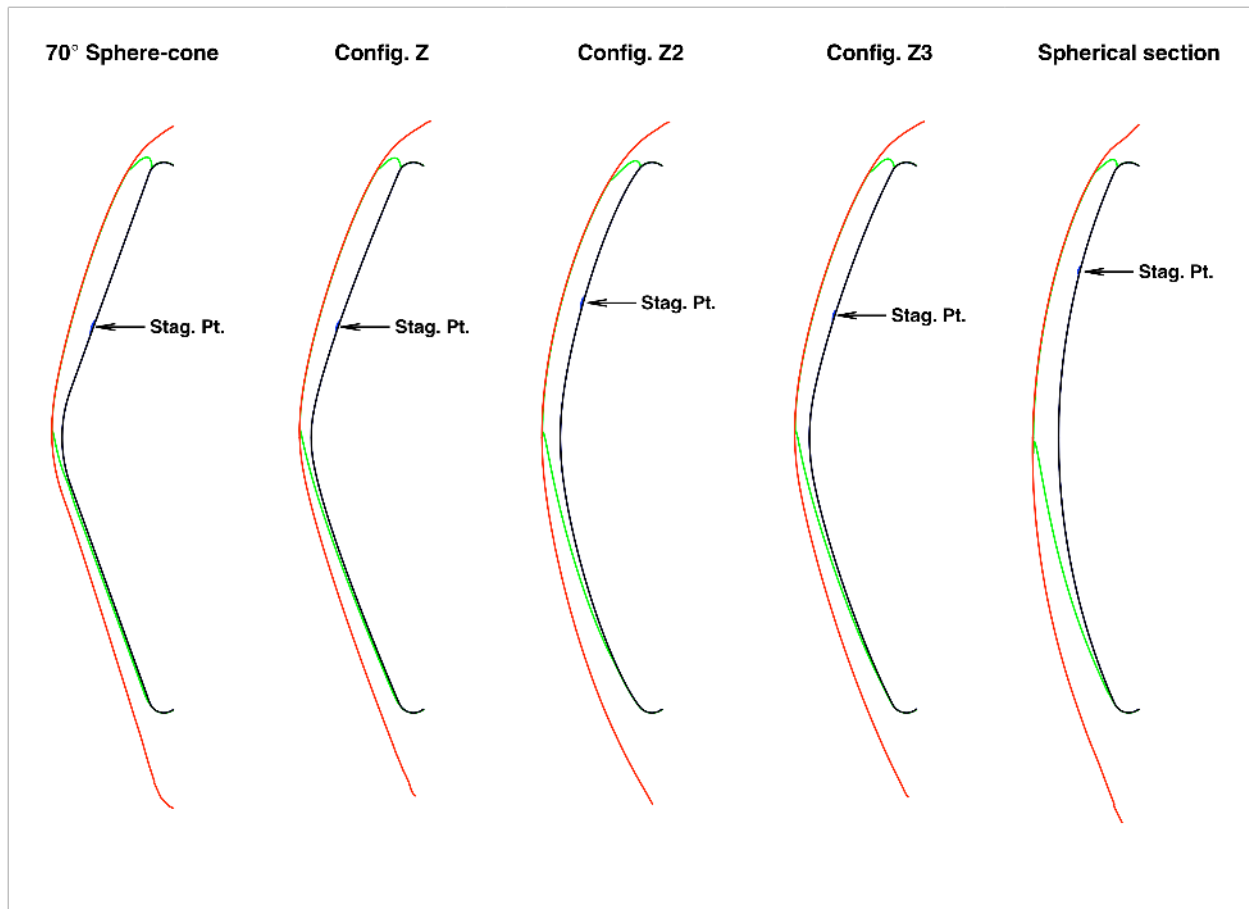 70° Sphere-cone
Config. Z
Config. Z2
Config. Z3
Spherical section
Stag. Pt.
Stag. Pt.
Stag. Pt.
Stag. Pt.
Stag. Pt.